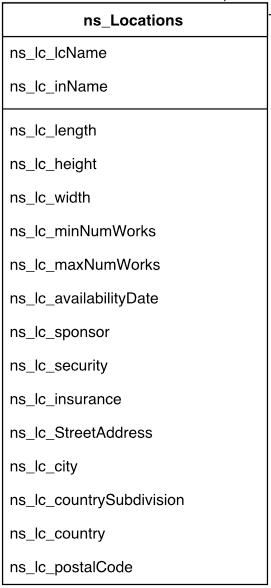 ns_Locations
ns_lc_lcName
ns_lc_inName
ns_lc_length
ns_lc_height
ns_lc_width
ns_lc_minNumWorks
ns_lc_maxNumWorks
ns_lc_availabilityDate
ns_lc_sponsor
ns_lc_security
ns_lc_insurance
ns_lc_StreetAddress
ns_lc_city
ns_lc_countrySubdivision
ns_lc_country
ns_lc_postalCode